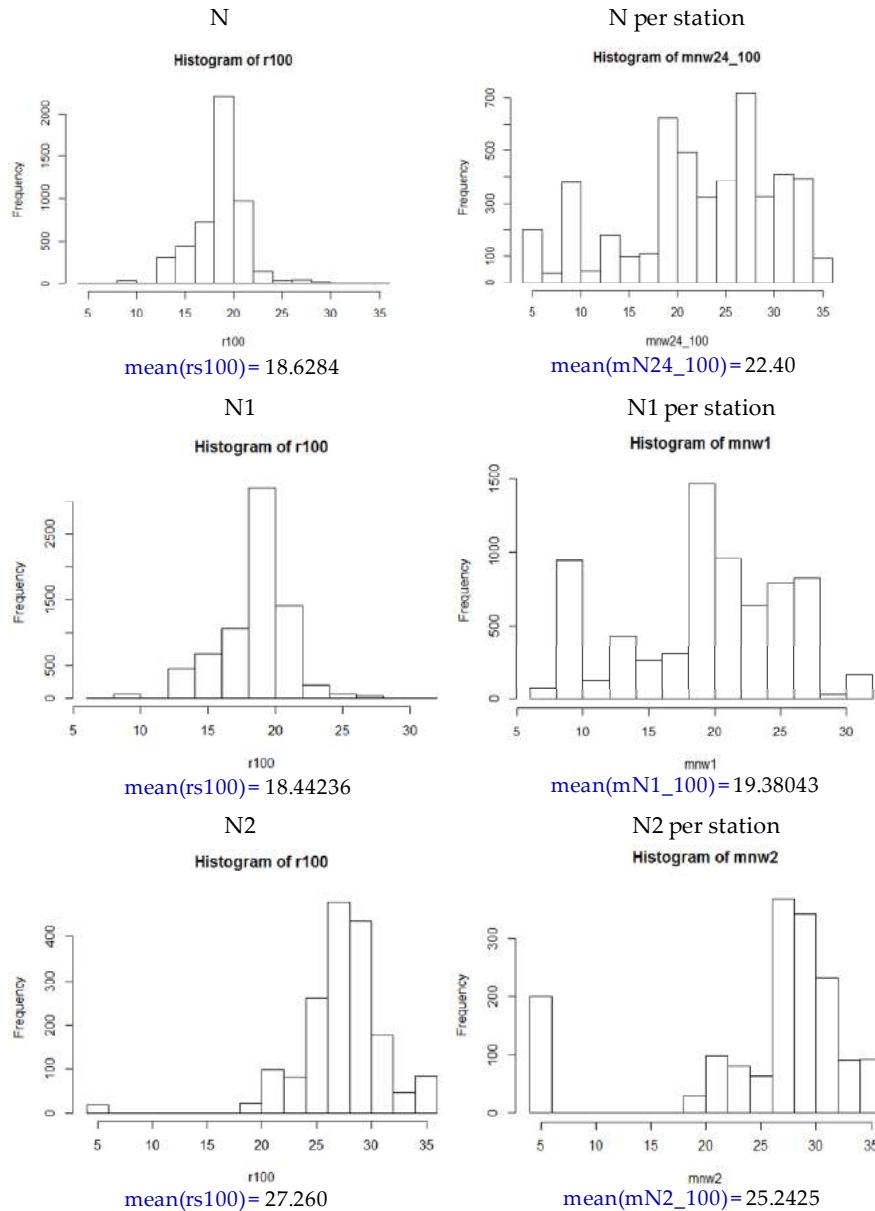 N
Histogram of r100
Frequency
2000
1500
1000
500
0
5 10 15 20 25 30 35
r100
mean(rs100)= 18.6284
N per station
Histogram of mnw24_100
Frequency
700
500
300
100
0
5 10 15 20 25 30 35
mnw24_100
mean(mN24_100)= 22.40
N1
Histogram of r100
Frequency
2500
1500
500
0
5 10 15 20 25 30
r100
mean(rs100)= 18.44236
N1 per station
Histogram of mnw1
Frequency
1500
1000
500
0
5 10 15 20 25 30
mnw1
mean(mN1_100)= 19.38043
N2
Histogram of r100
Frequency
400
300
200
100
0
5 10 15 20 25 30 35
r100
mean(rs100)= 27.260
N2 per station
Histogram of mnw2
Frequency
300
200
100
0
5 10 15 20 25 30 35
mnw2
mean(mN2_100)= 25.2425